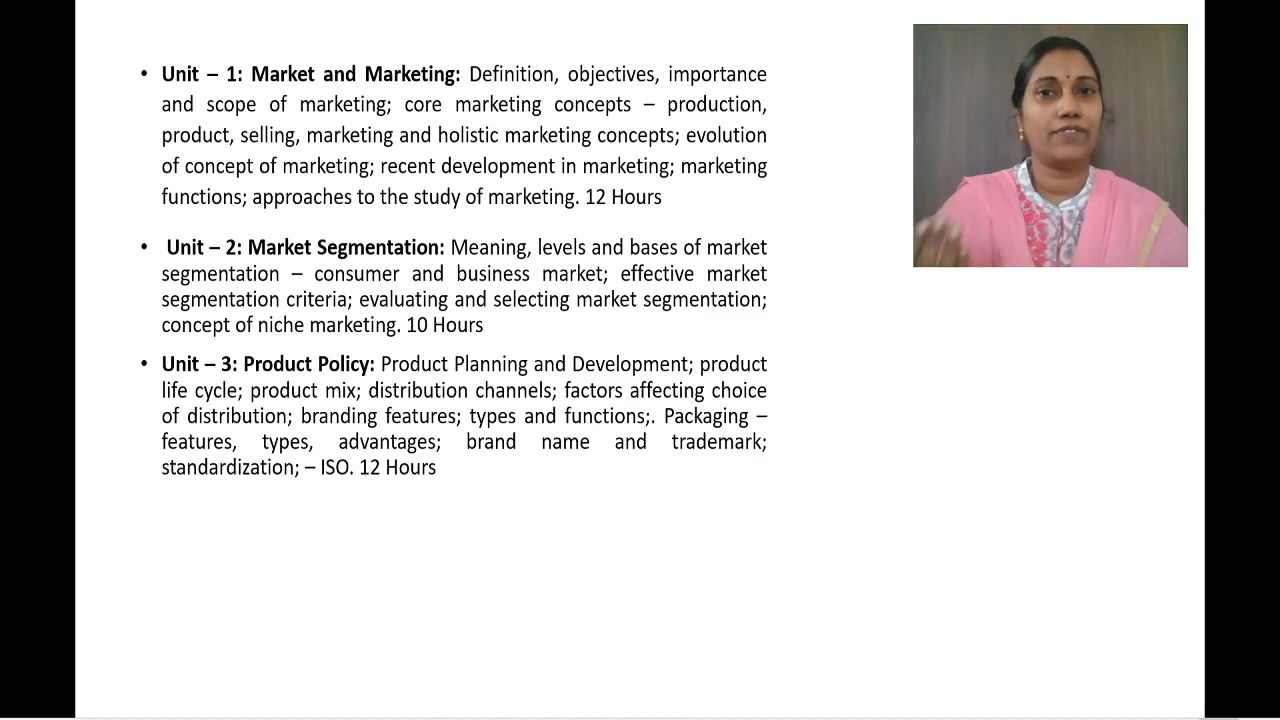 • Unit – 1: Market and Marketing: Definition, objectives, importance
and scope of marketing; core marketing concepts – production,
product, selling, marketing and holistic marketing concepts; evolution
of concept of marketing; recent development in marketing; marketing
functions; approaches to the study of marketing. 12 Hours
• Unit – 2: Market Segmentation: Meaning, levels and bases of market
segmentation – consumer and business market; effective market
segmentation criteria; evaluating and selecting market segmentation;
concept of niche marketing. 10 Hours
• Unit – 3: Product Policy: Product Planning and Development; product
life cycle; product mix; distribution channels; factors affecting choice
of distribution; branding features; types and functions;. Packaging –
features, types, advantages; brand name and trademark;
standardization; – ISO. 12 Hours